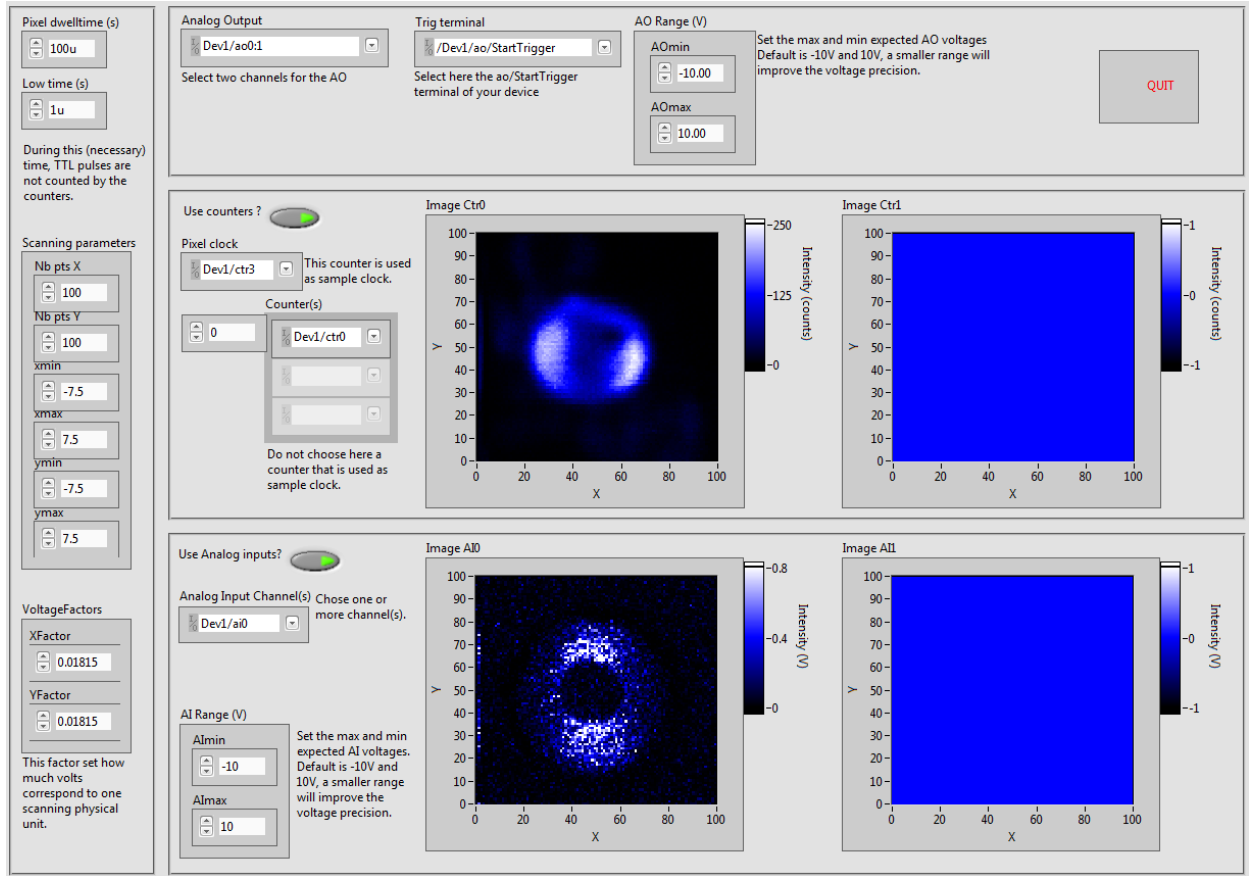 Pixel dwelltime (s)
100u
Low time (s)
1u
During this (necessary)
time, TTL pulses are
not counted by the
counters.
Scanning parameters
Nb pts X
100
Nb pts Y
100
xmin
-7.5
xmax
7.5
ymin
-7.5
ymax
7.5
VoltageFactors
XFactor
0.01815
YFactor
0.01815
This factor set how
much volts
correspond to one
scanning physical
unit.
Analog Output
Dev1/ao0:1
Select two channels for the AO
Trig terminal
/Dev1/ao/StartTrigger
Select here the ao/StartTrigger
terminal of your device
AO Range (V)
AOmin
-10.00
AOmax
10.00
Set the max and min expected AO voltages
Default is -10V and 10V, a smaller range will
improve the voltage precision.
QUIT
Use counters ?
Pixel clock
Dev1/ctr3
This counter is used
as sample clock.
Counter(s)
0
Dev1/ctr0
Do not choose here a
counter that is used as
sample clock.
Image Ctr0
100
90
80
70
60
50
40
30
20
10
0
Y
0 20 40 60 80 100
X
250
125
0
Intensity (counts)
Image Ctr1
100
90
80
70
60
50
40
30
20
10
0
Y
0 20 40 60 80 100
X
1
0
-1
Intensity (counts)
Use Analog inputs?
Analog Input Channel(s)
Dev1/ai0
Chose one or
more channel(s).
AI Range (V)
AImin
-10
AImax
10
Set the max and min
expected AI voltages.
Default is -10V and
10V, a smaller range
will improve the
voltage precision.
Image AI0
100
90
80
70
60
50
40
30
20
10
0
Y
0 20 40 60 80 100
X
0.8
0.4
0
Intensity (V)
Image AI1
100
90
80
70
60
50
40
30
20
10
0
Y
0 20 40 60 80 100
X
1
0
-1
Intensity (V)